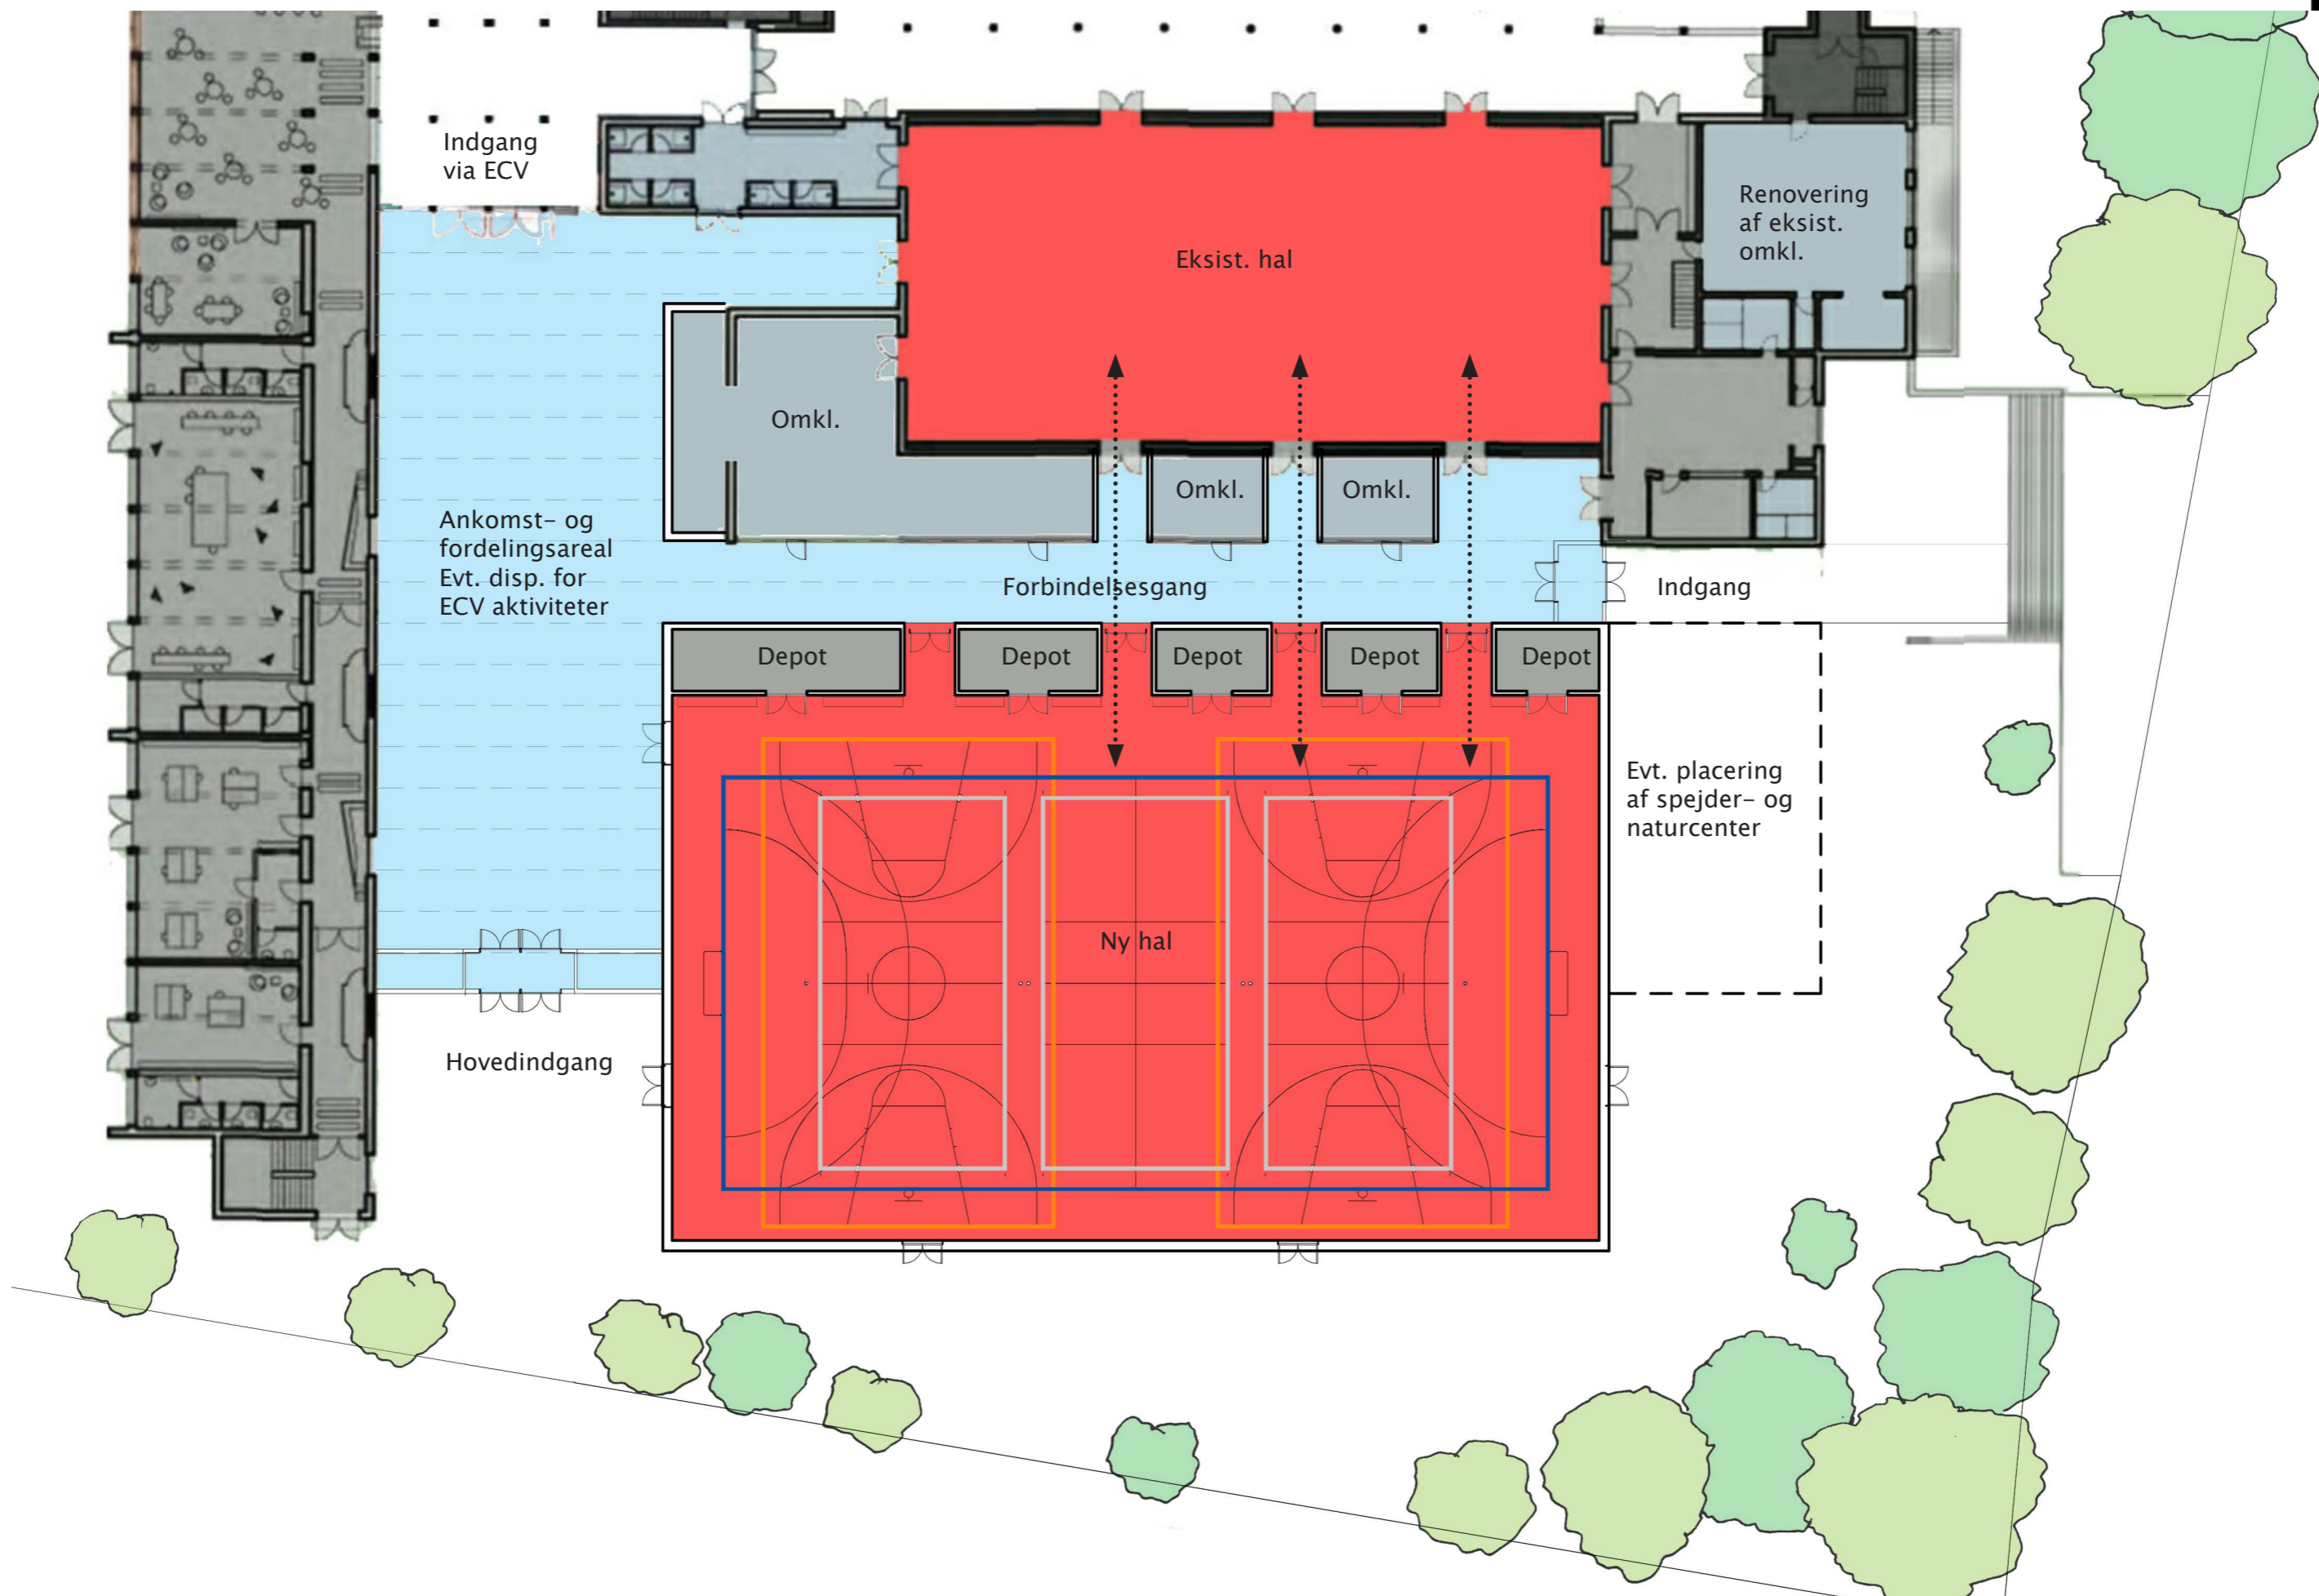 Indgang
via ECV
Renovering
af eksist.
omkl.
Eksist. hal
Omkl.
Omkl.
Omkl.
Ankomst- og
fordelingsareal
Evt. disp. for
ECV aktiviteter
Forbindelsesgang
Indgang
Depot
Depot
Depot
Depot
Depot
Evt. placering
af spejder- og
naturcenter
Ny hal
Hovedindgang